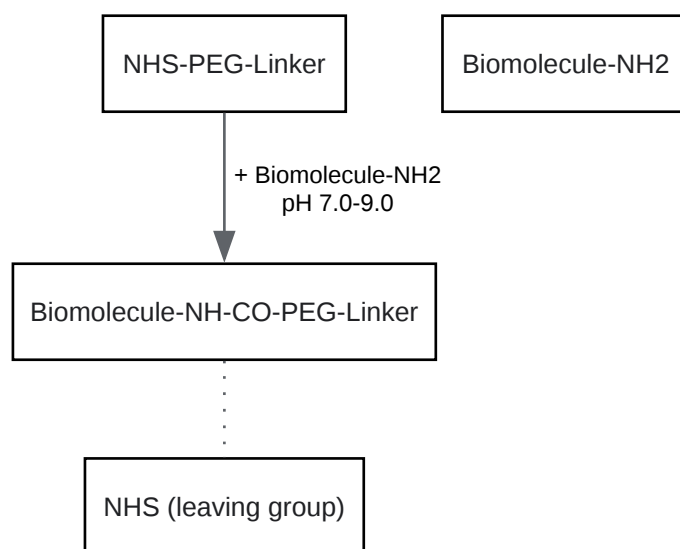 NHS-PEG-Linker
Biomolecule-NH2
+ Biomolecule-NH2
pH 7.0-9.0
Biomolecule-NH-CO-PEG-Linker
NHS (leaving group)